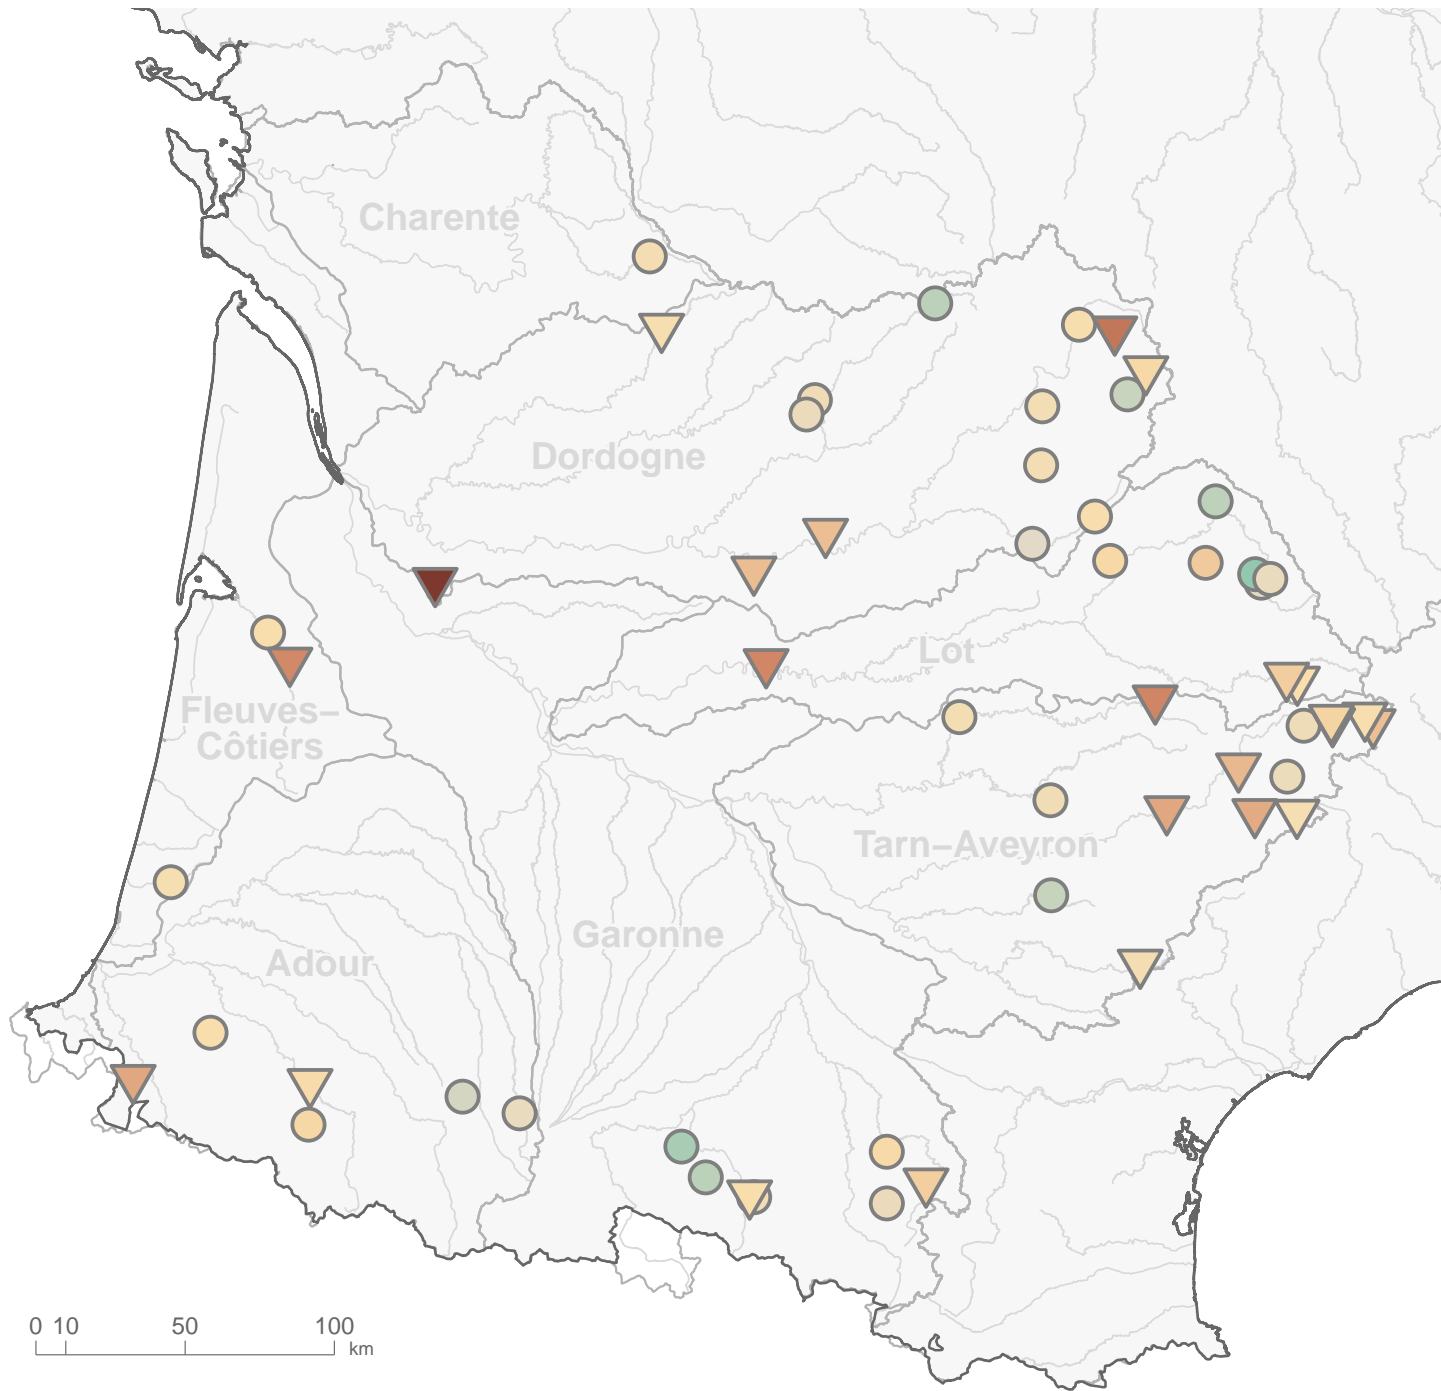 Charente
Dordogne
Lot
Fleuves–
Côtiers
Tarn–Aveyron
Garonne
Adour
0 10 50 100
km